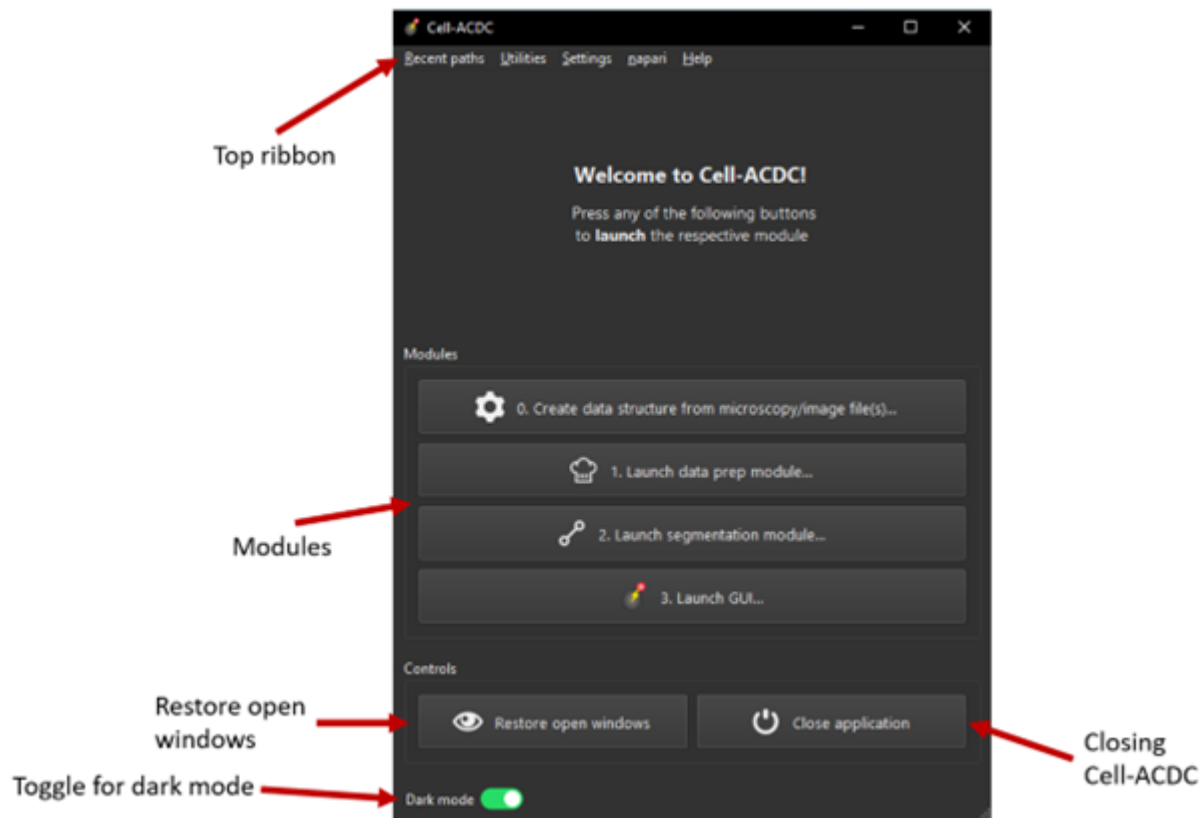 Cell-ACDC
Recent paths Utilities Settings napari Help
Top ribbon
Welcome to Cell-ACDC!
Press any of the following buttons
to launch the respective module
Modules
0. Create data structure from microscopy/image file(s)...
1. Launch data prep module...
Modules
2. Launch segmentation module...
3. Launch GUI...
Controls
Restore open
windows
Restore open windows
Close application
Closing
Cell-ACDC
Toggle for dark mode
Dark mode